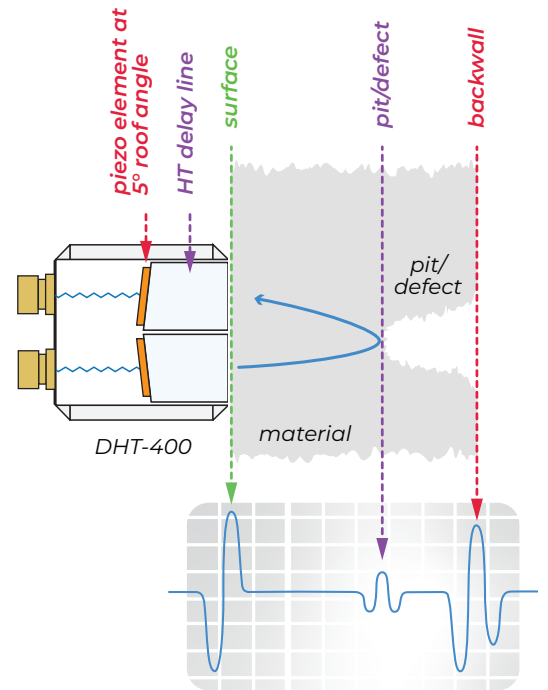 piezo element at
5° roof angle
HT delay line
surface
pit/defect
backwall
pit/
defect
material
DHT-400